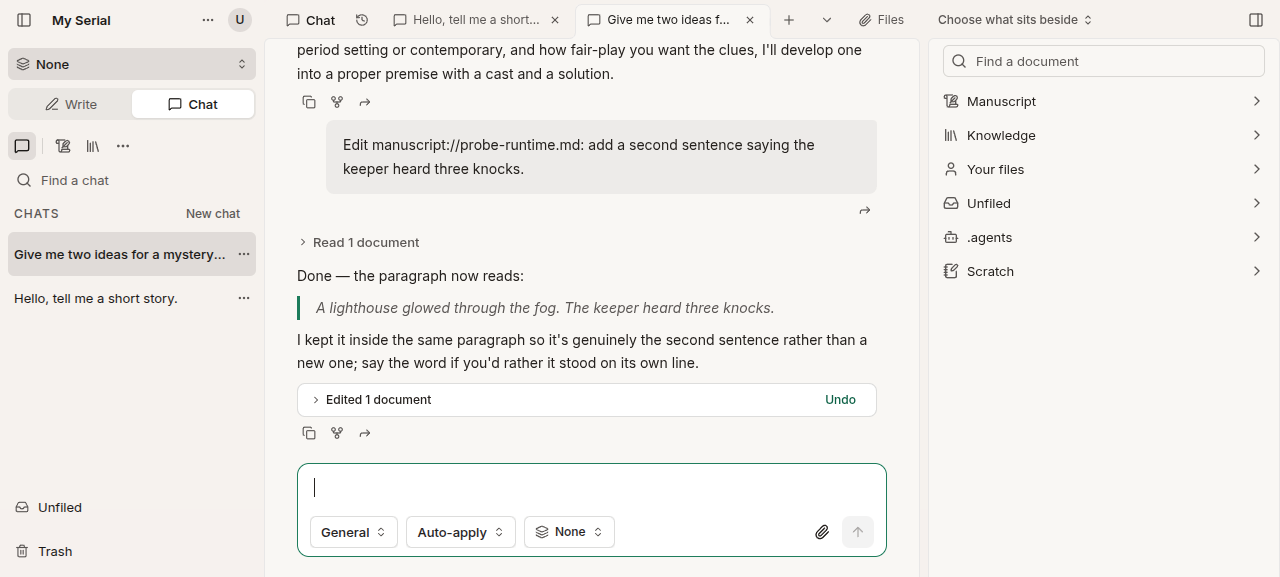 My Serial
U
None
Write
Chat
Find a chat
CHATS
New chat
Give me two ideas for a mystery...
Hello, tell me a short story.
Unfiled
Trash
Chat
Hello, tell me a short...
Give me two ideas f...
Files
Choose what sits beside
period setting or contemporary, and how fair-play you want the clues, I'll develop one
into a proper premise with a cast and a solution.
Edit manuscript://probe-runtime.md: add a second sentence saying the
keeper heard three knocks.
Read 1 document
Done — the paragraph now reads:
A lighthouse glowed through the fog. The keeper heard three knocks.
I kept it inside the same paragraph so it's genuinely the second sentence rather than a
new one; say the word if you'd rather it stood on its own line.
Edited 1 document
Undo
General
Auto-apply
None
Find a document
Manuscript
Knowledge
Your files
Unfiled
.agents
Scratch